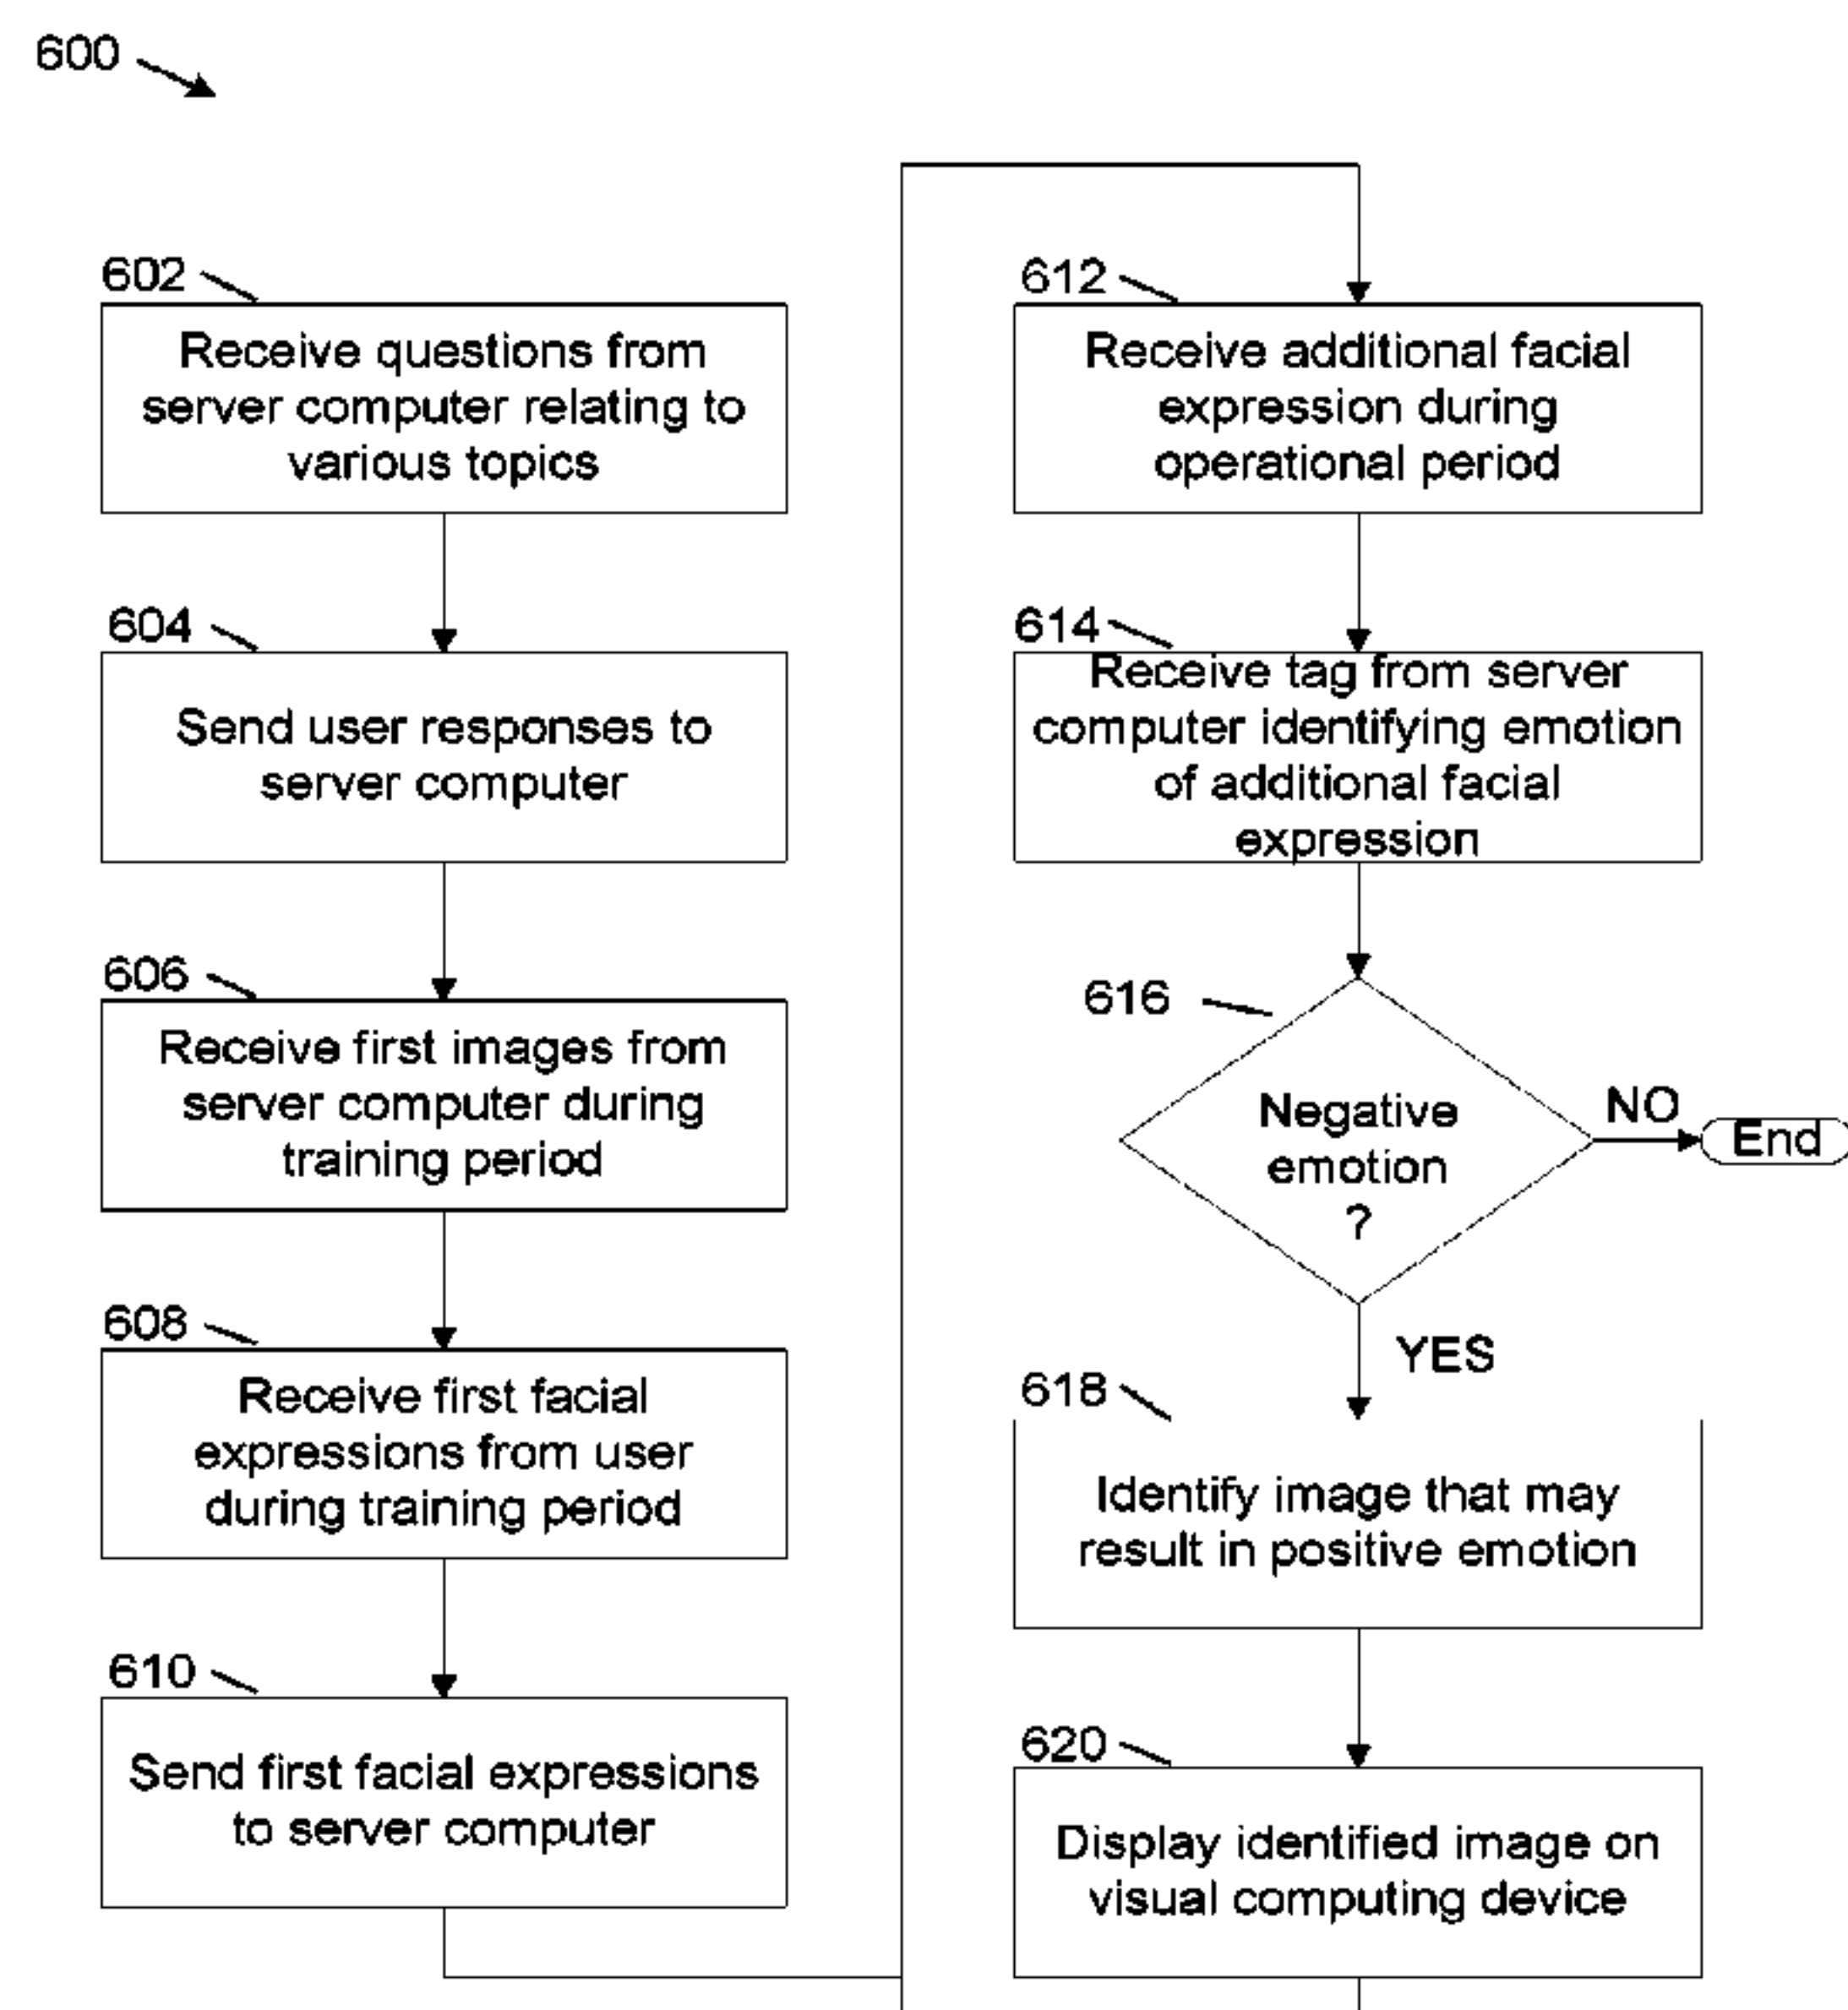 600
602
Receive questions from
server computer relating to
various topics
604
Send user responses to
server computer
606
Receive first images from
server computer during
training period
608
Receive first facial
expressions from user
during training period
610
Send first facial expressions
to server computer
612
Receive additional facial
expression during
operational period
614
Receive tag from server
computer identifying emotion
of additional facial
expression
616
Negative
emotion
?
NO
End
YES
618
Identify image that may
result in positive emotion
620
Display identified image on
visual computing device